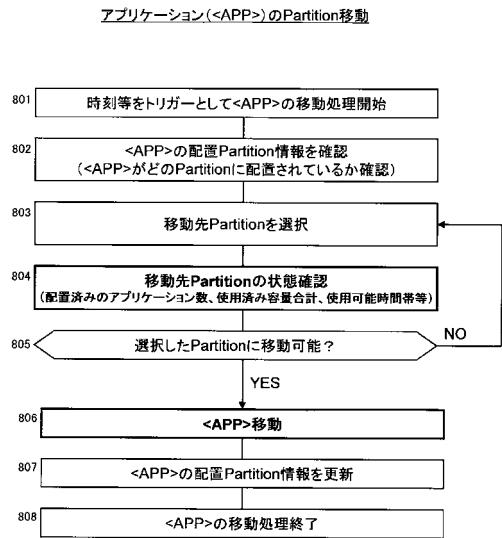 アプリケーション(<APP>)のPartition移動
801
時刻等をトリガーとして<APP>の移動処理開始
802
<APP>の配置Partition情報を確認
(<APP>がどのPartitionに配置されているか確認)
803
移動先Partitionを選択
804
移動先Partitionの状態確認
(配置済みのアプリケーション数、使用済み容量合計、使用可能時間帯等)
805
選択したPartitionに移動可能?
NO
YES
806
<APP>移動
807
<APP>の配置Partition情報を更新
808
<APP>の移動処理終了